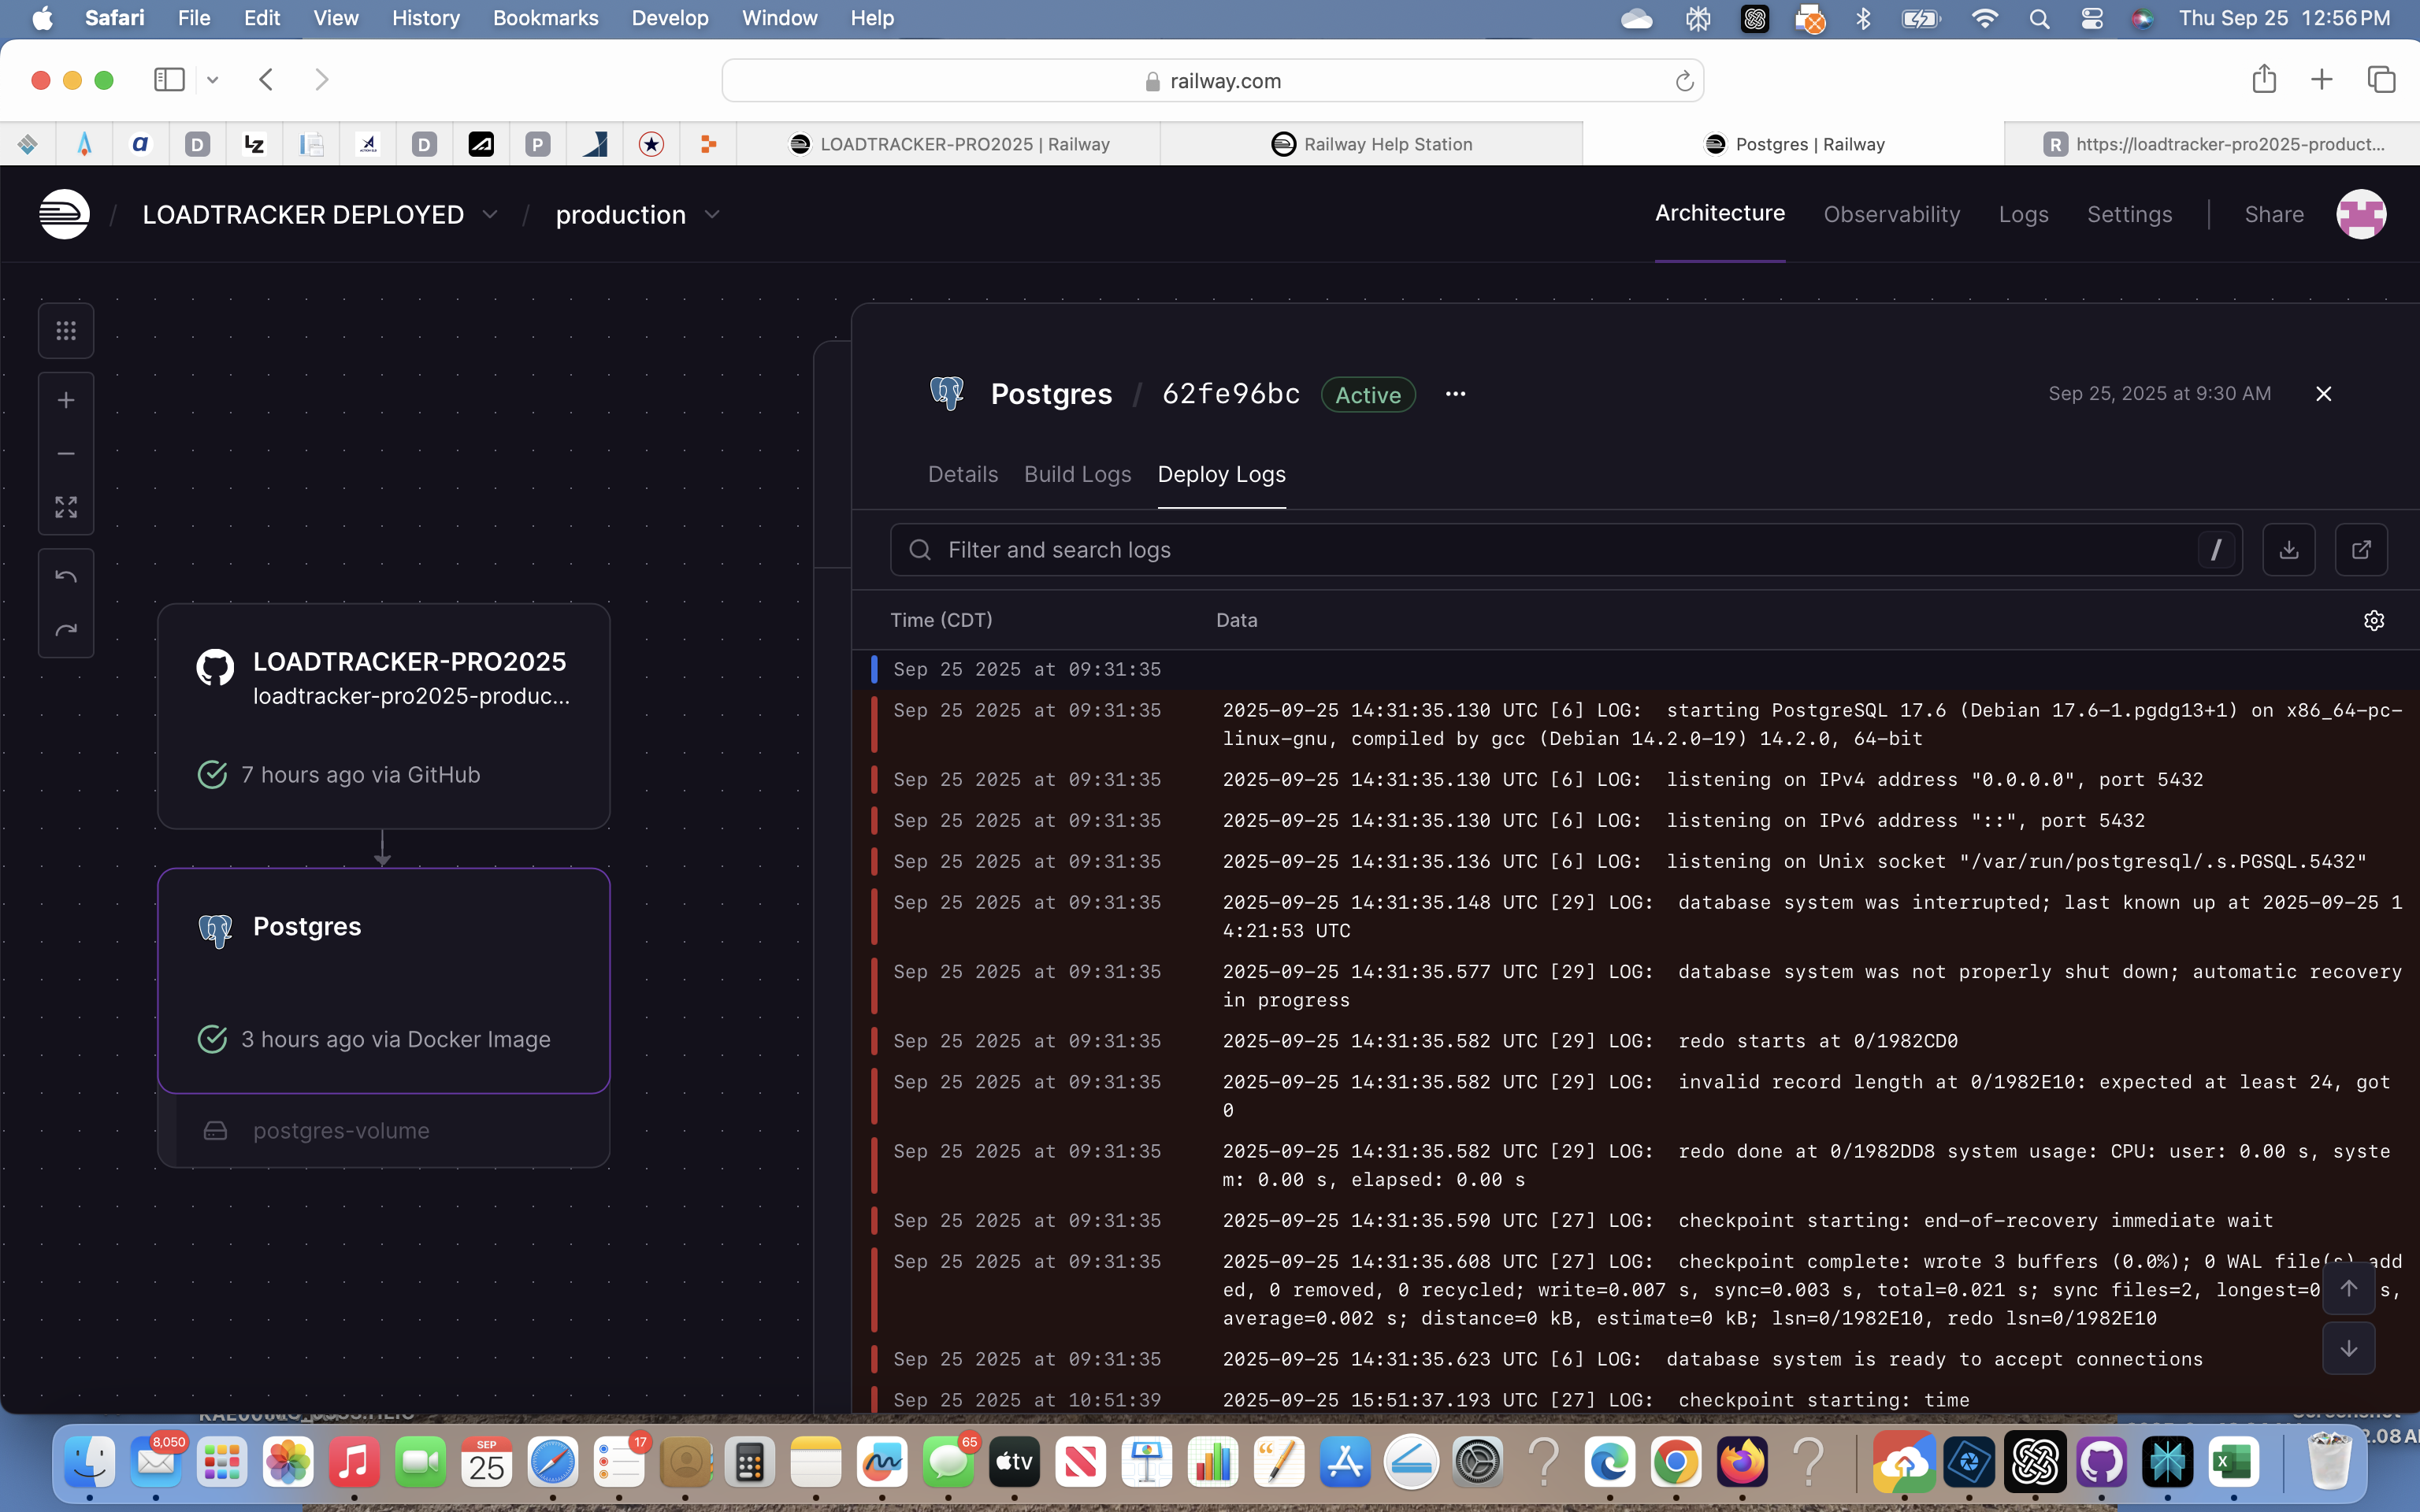 Safari File Edit View History Bookmarks Develop Window Help Thu Sep 25 12:56 PM
railway.com
a D LZ D P LOADTRACKER-PRO2025 | Railway Railway Help Station Postgres | Railway R https://loadtracker-pro2025-product...
/ LOADTRACKER DEPLOYED / production Architecture Observability Logs Settings | Share
Postgres / 62fe96bc Active ... Sep 25, 2025 at 9:30 AM
Details Build Logs Deploy Logs
Filter and search logs /
Time (CDT) Data
Sep 25 2025 at 09:31:35
Sep 25 2025 at 09:31:35 2025-09-25 14:31:35.130 UTC [6] LOG: starting PostgreSQL 17.6 (Debian 17.6-1.pgdg13+1) on x86_64-pc-
linux-gnu, compiled by gcc (Debian 14.2.0-19) 14.2.0, 64-bit
Sep 25 2025 at 09:31:35 2025-09-25 14:31:35.130 UTC [6] LOG: listening on IPv4 address "0.0.0.0", port 5432
Sep 25 2025 at 09:31:35 2025-09-25 14:31:35.130 UTC [6] LOG: listening on IPv6 address "::", port 5432
Sep 25 2025 at 09:31:35 2025-09-25 14:31:35.136 UTC [6] LOG: listening on Unix socket "/var/run/postgresql/.s.PGSQL.5432"
Sep 25 2025 at 09:31:35 2025-09-25 14:31:35.148 UTC [29] LOG: database system was interrupted; last known up at 2025-09-25 1
4:21:53 UTC
Sep 25 2025 at 09:31:35 2025-09-25 14:31:35.577 UTC [29] LOG: database system was not properly shut down; automatic recovery
in progress
Sep 25 2025 at 09:31:35 2025-09-25 14:31:35.582 UTC [29] LOG: redo starts at 0/1982CD0
Sep 25 2025 at 09:31:35 2025-09-25 14:31:35.582 UTC [29] LOG: invalid record length at 0/1982E10: expected at least 24, got
0
Sep 25 2025 at 09:31:35 2025-09-25 14:31:35.582 UTC [29] LOG: redo done at 0/1982DD8 system usage: CPU: user: 0.00 s, syste
m: 0.00 s, elapsed: 0.00 s
Sep 25 2025 at 09:31:35 2025-09-25 14:31:35.590 UTC [27] LOG: checkpoint starting: end-of-recovery immediate wait
Sep 25 2025 at 09:31:35 2025-09-25 14:31:35.608 UTC [27] LOG: checkpoint complete: wrote 3 buffers (0.0%); 0 WAL file(s) add
ed, 0 removed, 0 recycled; write=0.007 s, sync=0.003 s, total=0.021 s; sync files=2, longest=0 s,
average=0.002 s; distance=0 kB, estimate=0 kB; lsn=0/1982E10, redo lsn=0/1982E10
Sep 25 2025 at 09:31:35 2025-09-25 14:31:35.623 UTC [6] LOG: database system is ready to accept connections
Sep 25 2025 at 10:51:39 2025-09-25 15:51:37.193 UTC [27] LOG: checkpoint starting: time
LOADTRACKER-PRO2025
loadtracker-pro2025-produc...
7 hours ago via GitHub
Postgres
3 hours ago via Docker Image
postgres-volume
8,050 SEP 25 17 65 tv